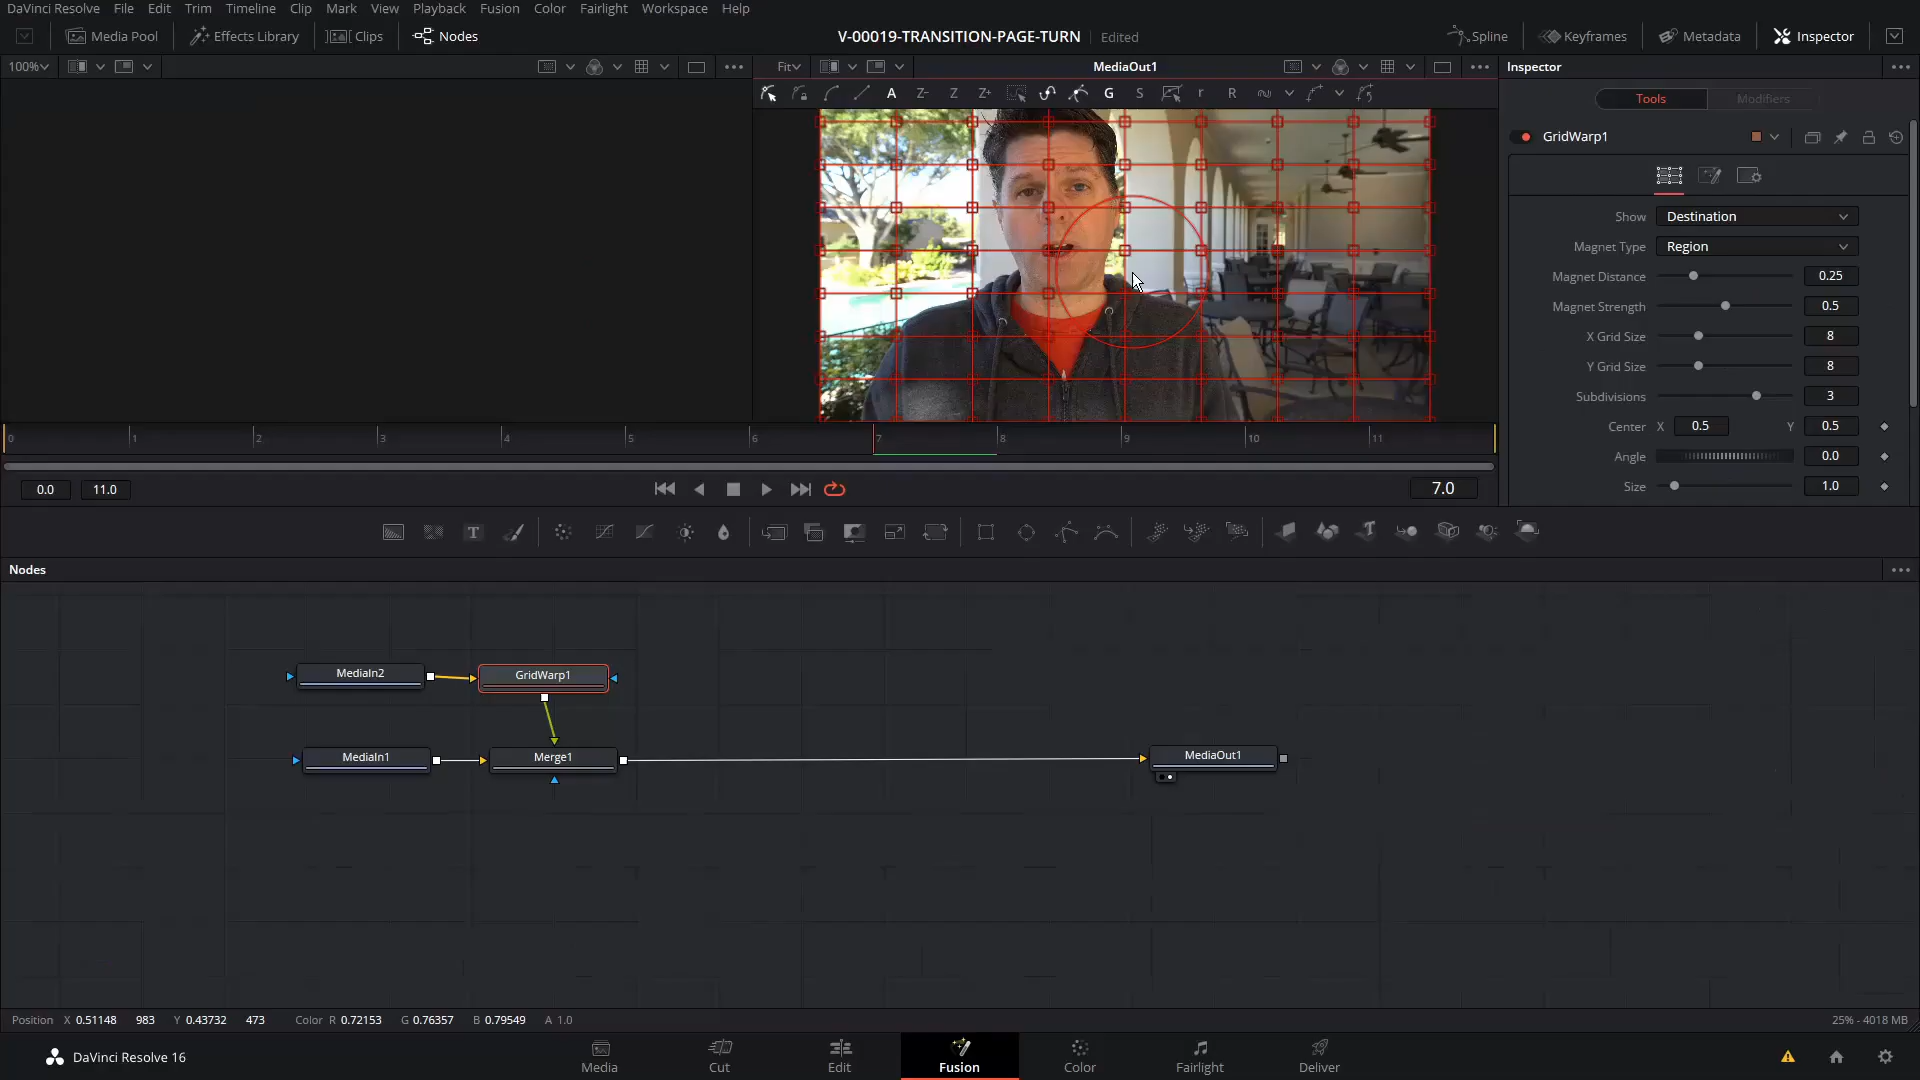 DaVinci Resolve File Edit Trim Timeline Clip Mark View Playback Fusion Color Fairlight Workspace Help
Media Pool Effects Library Clips Nodes V-00019-TRANSITION-PAGE-TURN Edited Spline Keyframes Metadata Inspector
100% Fit MediaOut1 Inspector
A Z- Z Z+ G S r R Tools Modifiers
GridWarp1
Show Destination
Magnet Type Region
Magnet Distance 0.25
Magnet Strength 0.5
X Grid Size 8
Y Grid Size 8
Subdivisions 3
Center X 0.5 Y 0.5
Angle 0.0
Size 1.0
0 1 2 3 4 5 6 7 8 9 10 11
0.0 11.0 7.0
T T
Nodes
MediaIn2 GridWarp1
MediaIn1 Merge1 MediaOut1
Position X 0.51148 983 Y 0.43732 473 Color R 0.72153 G 0.76357 B 0.79549 A 1.0 25% - 4018 MB
DaVinci Resolve 16 Media Cut Edit Fusion Color Fairlight Deliver